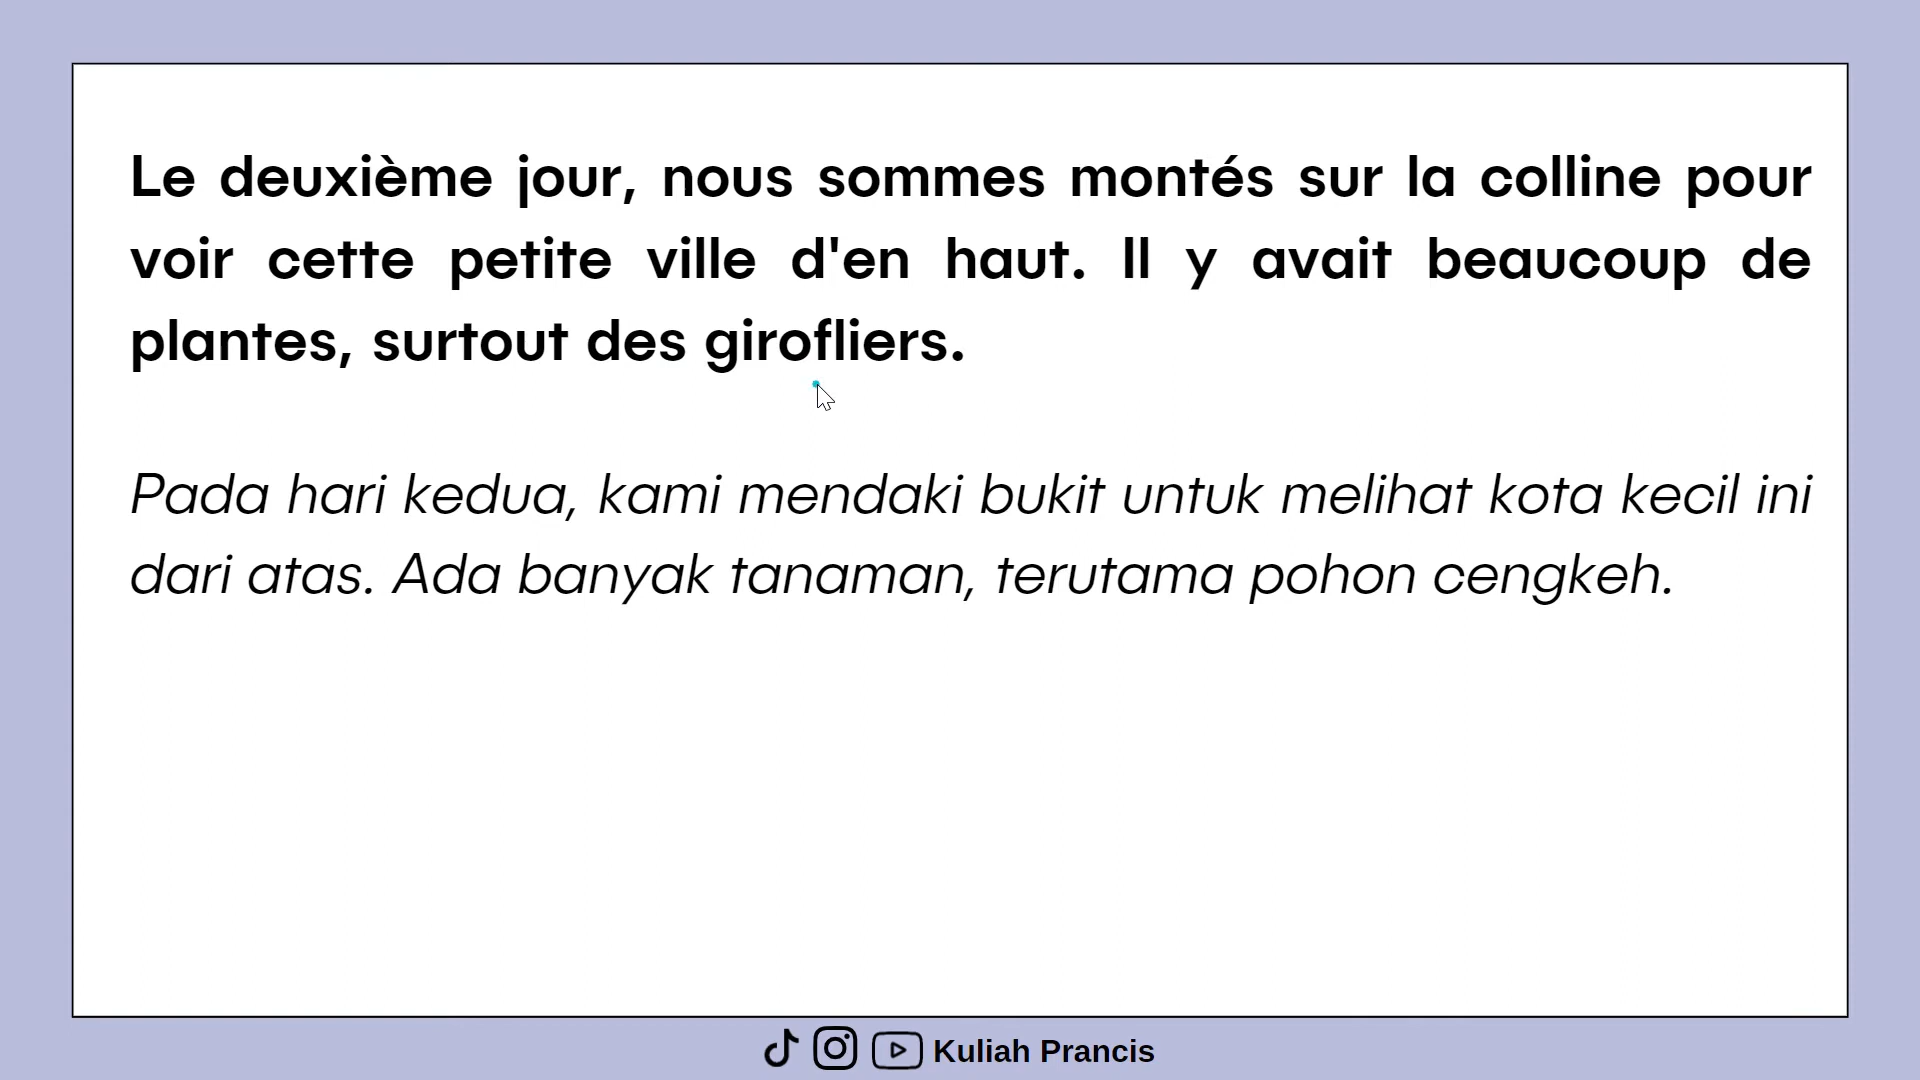 Le deuxième jour, nous sommes montés sur la colline pour
voir cette petite ville d'en haut. Il y avait beaucoup de
plantes, surtout des girofliers.
Pada hari kedua, kami mendaki bukit untuk melihat kota kecil ini
dari atas. Ada banyak tanaman, terutama pohon cengkeh.
Kuliah Prancis